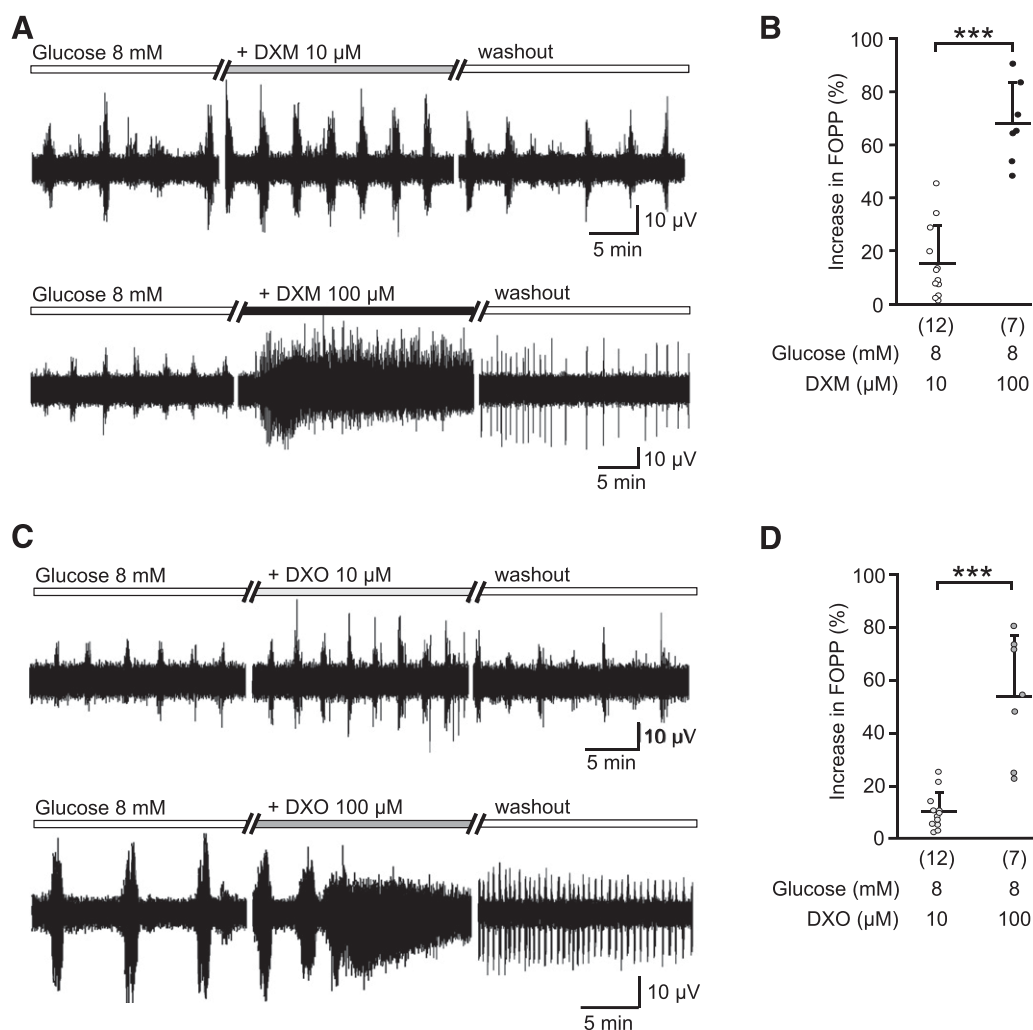 A
Glucose 8 mM + DXM 10 µM washout
10 µV
5 min
Glucose 8 mM + DXM 100 µM washout
10 µV
5 min
B
***
Increase in FOPP (%)
100
80
60
40
20
0
(12) (7)
Glucose (mM) 8 8
DXM (µM) 10 100
C
Glucose 8 mM + DXO 10 µM washout
10 µV
5 min
Glucose 8 mM + DXO 100 µM washout
10 µV
5 min
D
***
Increase in FOPP (%)
100
80
60
40
20
0
(12) (7)
Glucose (mM) 8 8
DXO (µM) 10 100